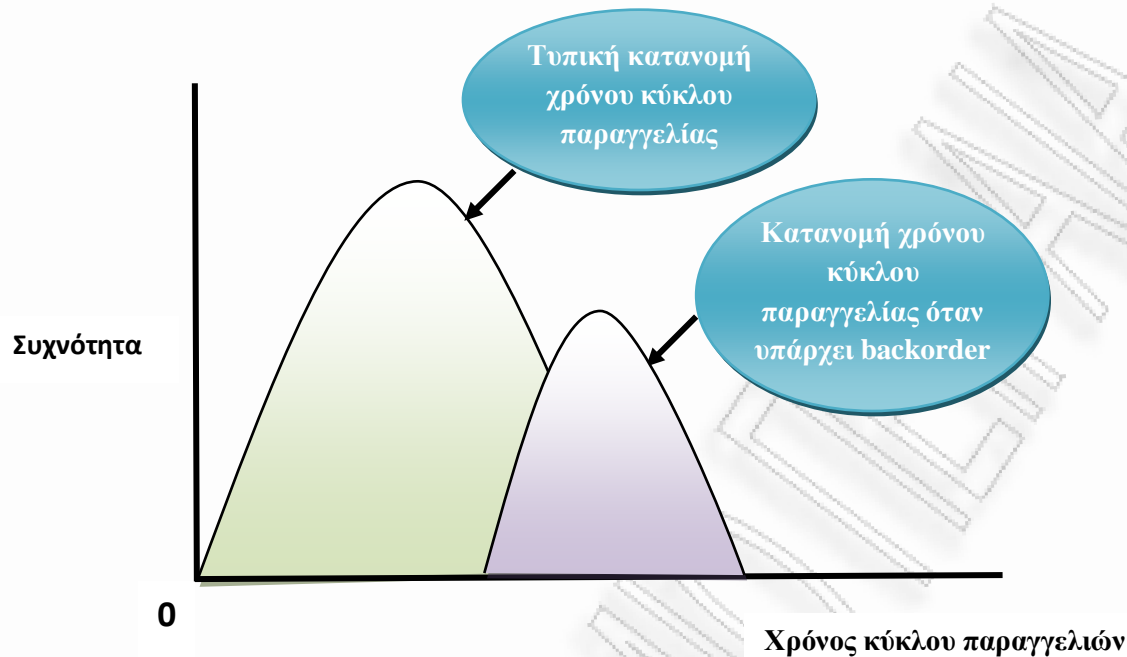 Τυπική κατανομή
χρόνου κύκλου
παραγγελίας
Κατανομή χρόνου
κύκλου
παραγγελίας όταν
υπάρχει backorder
Συχνότητα
0
Χρόνος κύκλου παραγγελιών